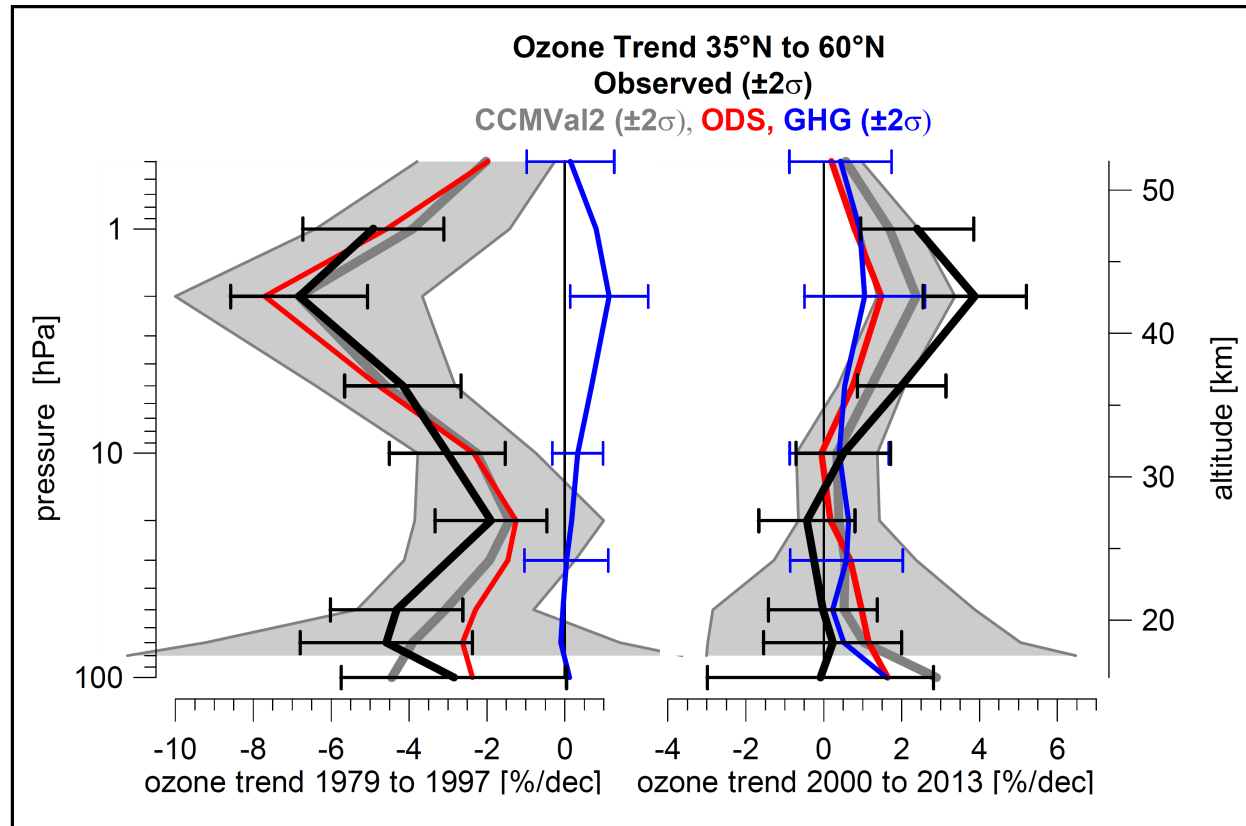 Ozone Trend 35°N to 60°N
Observed (±2σ)
CCMVal2 (±2σ), ODS, GHG (±2σ)
pressure [hPa]
1
10
100
altitude [km]
50
40
30
20
-10 -8 -6 -4 -2 0
ozone trend 1979 to 1997 [%/dec]
-4 -2 0 2 4 6
ozone trend 2000 to 2013 [%/dec]